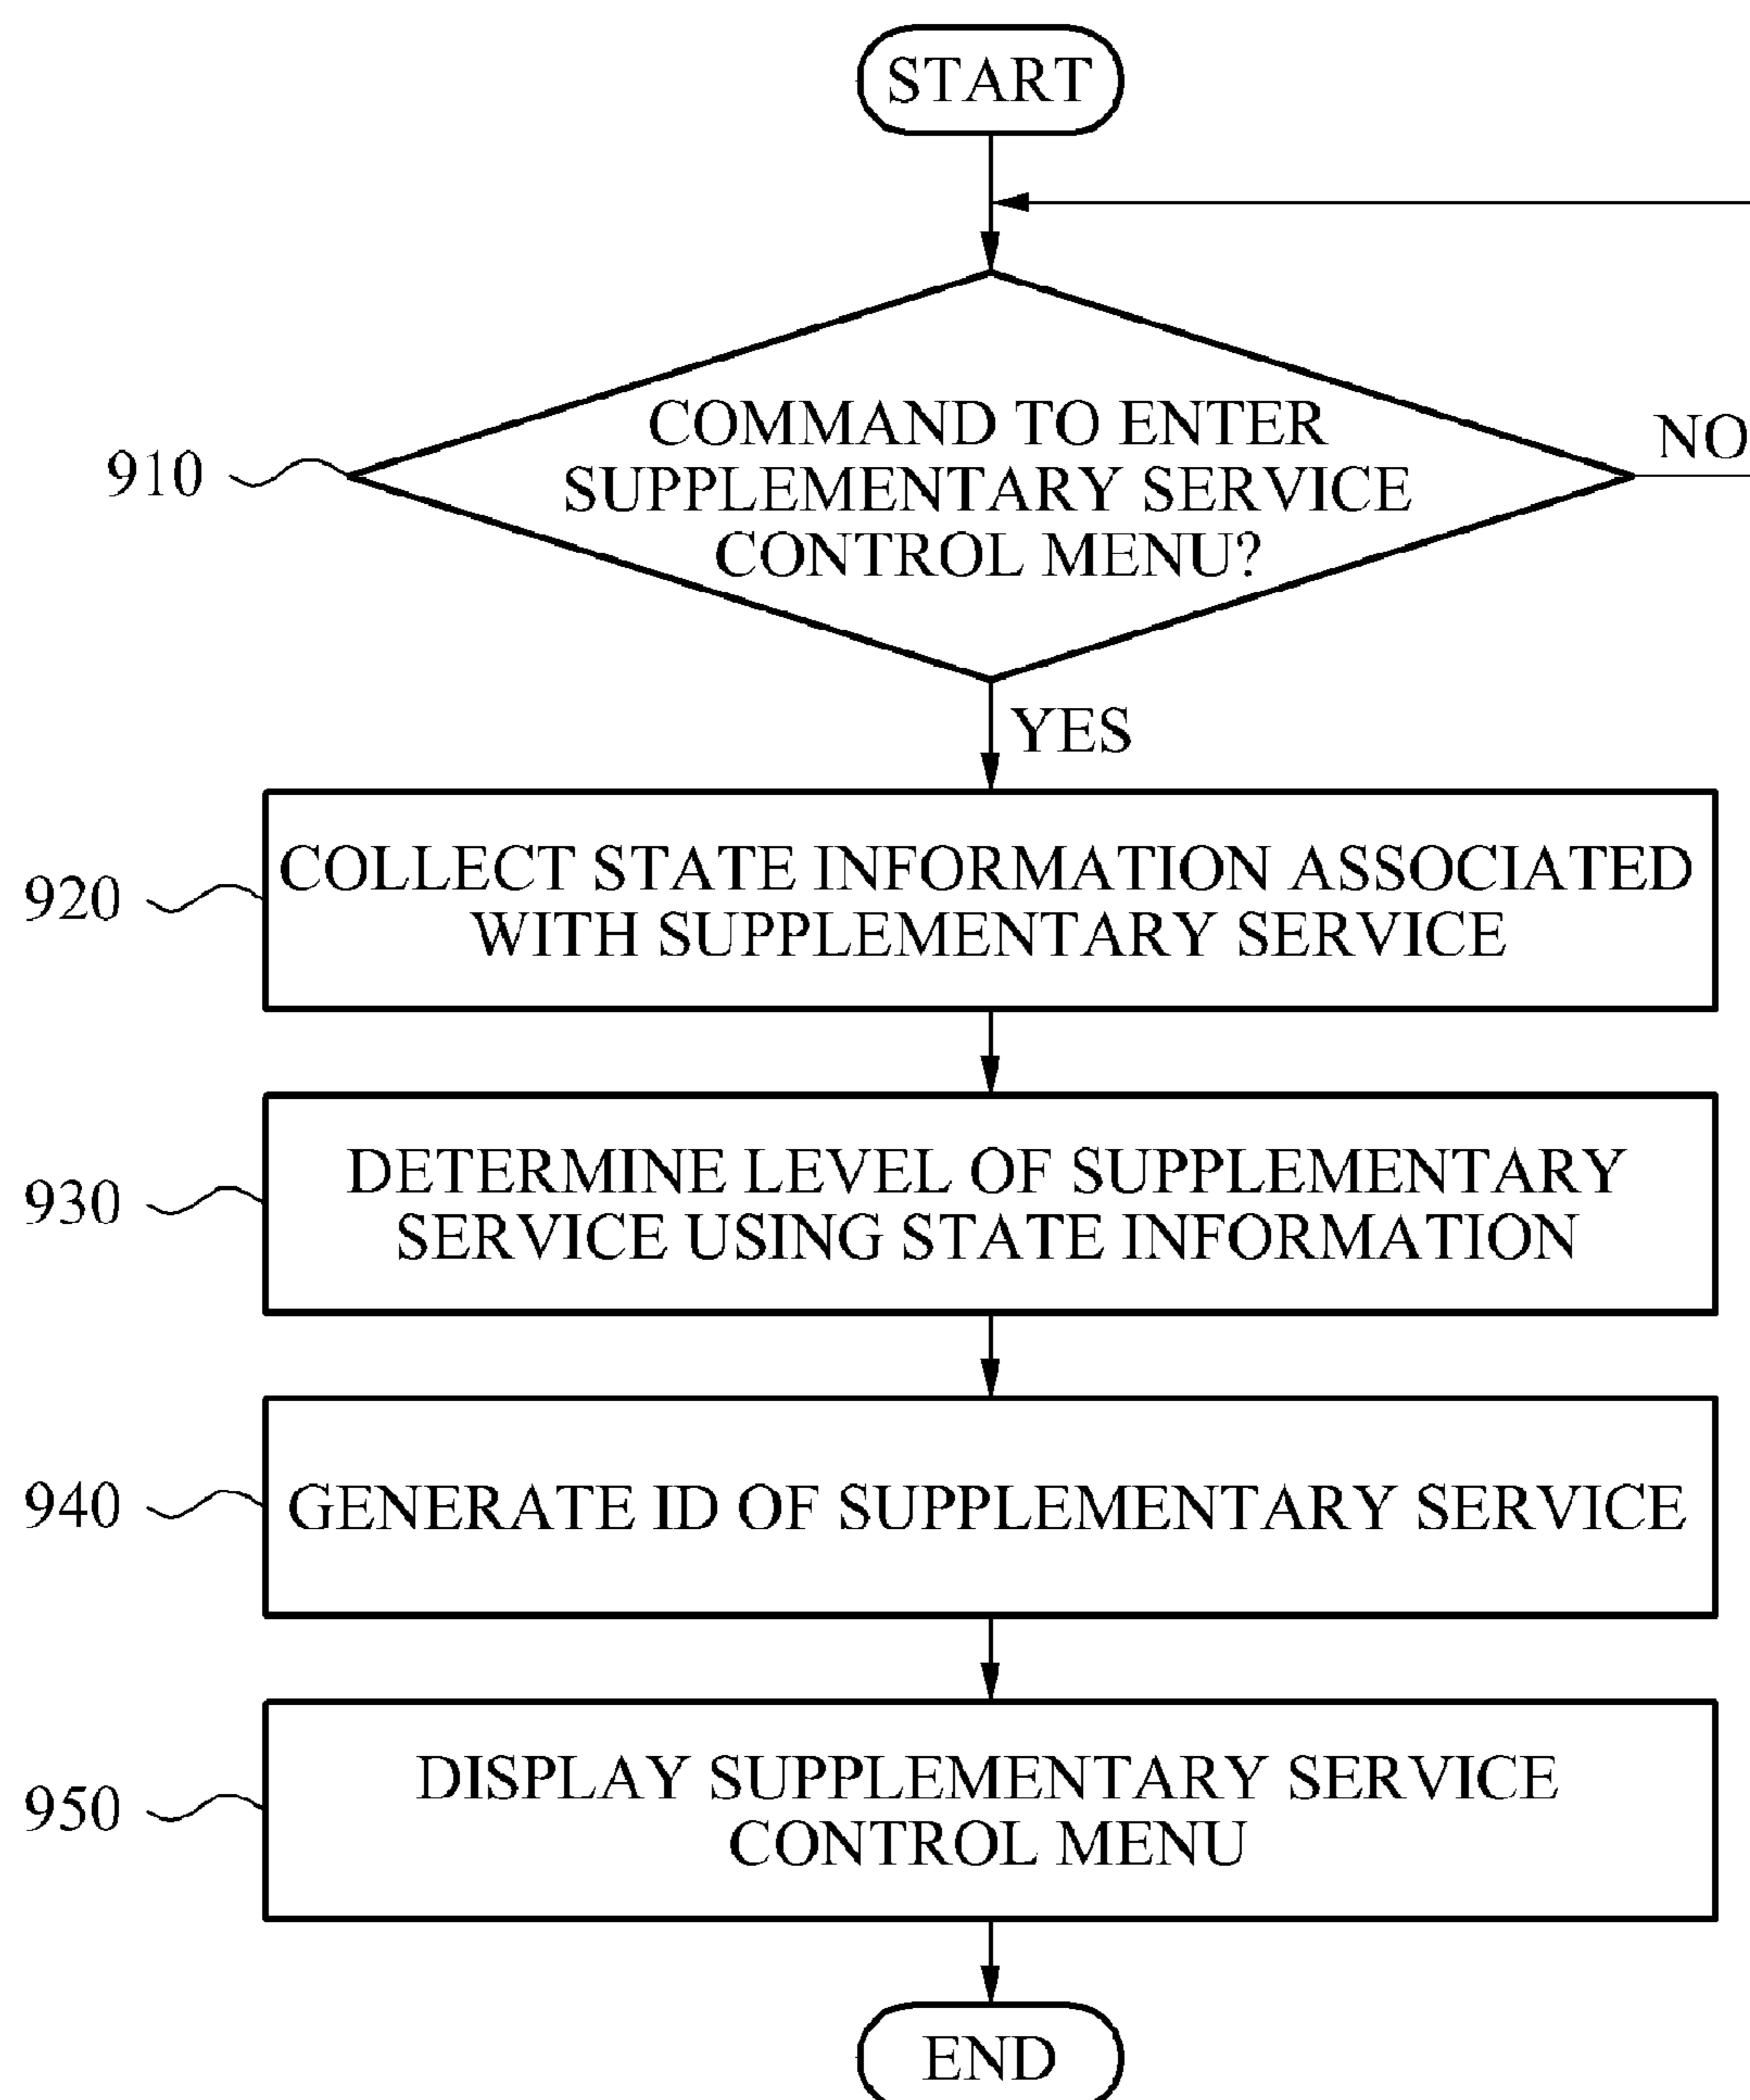 START
COMMAND TO ENTER
SUPPLEMENTARY SERVICE
CONTROL MENU?
NO
910
YES
COLLECT STATE INFORMATION ASSOCIATED
WITH SUPPLEMENTARY SERVICE
920
DETERMINE LEVEL OF SUPPLEMENTARY
SERVICE USING STATE INFORMATION
930
GENERATE ID OF SUPPLEMENTARY SERVICE
940
DISPLAY SUPPLEMENTARY SERVICE
CONTROL MENU
950
END